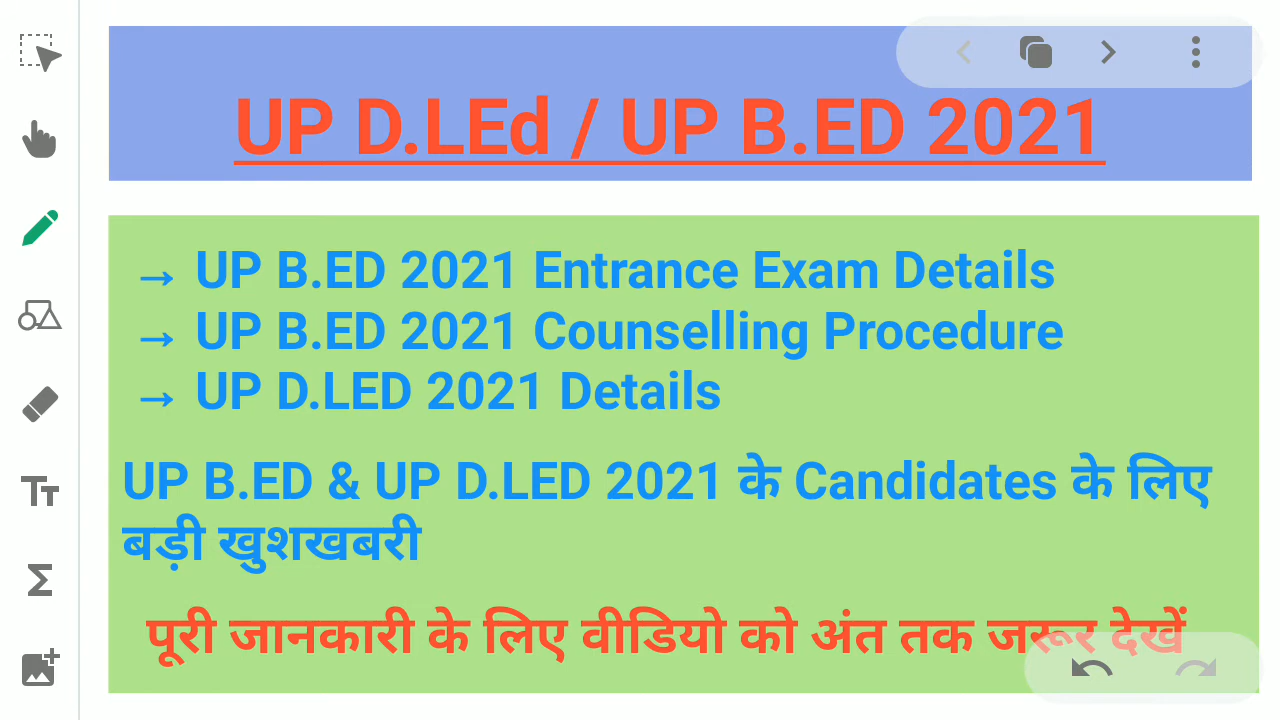 UP D.LEd / UP B.ED 2021
→ UP B.ED 2021 Entrance Exam Details
→ UP B.ED 2021 Counselling Procedure
→ UP D.LED 2021 Details
UP B.ED & UP D.LED 2021 के Candidates के लिए
बड़ी खुशखबरी
पूरी जानकारी के लिए वीडियो को अंत तक जरूर देखें